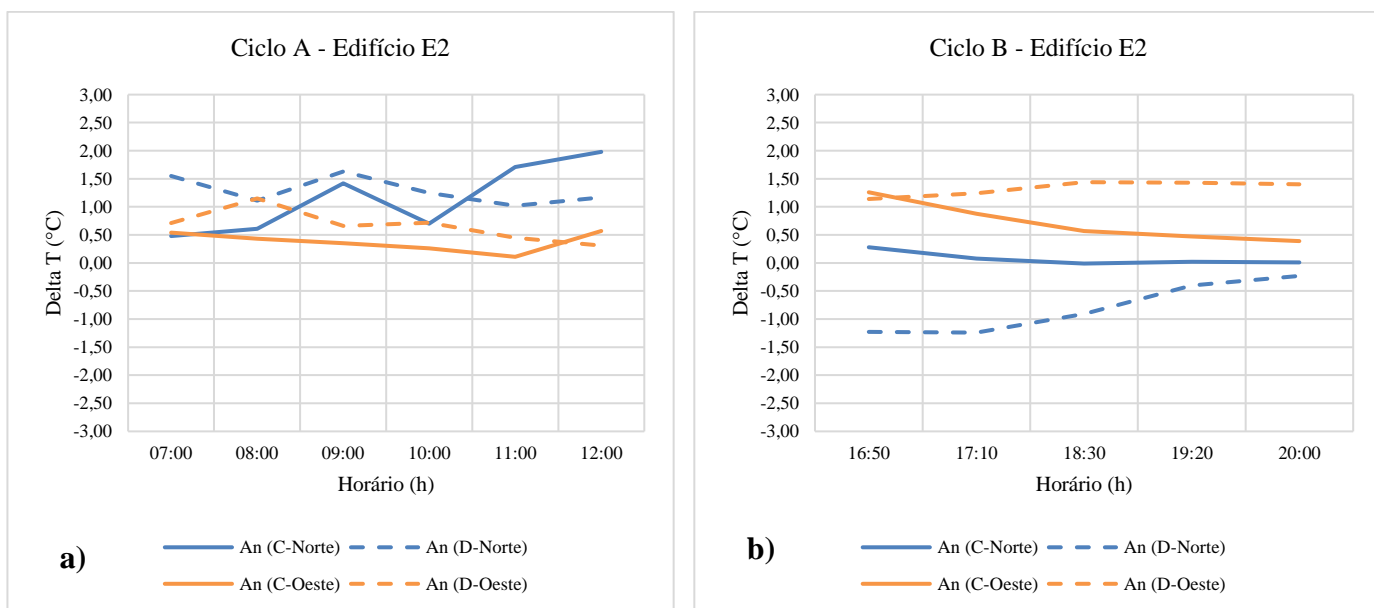 Ciclo A - Edifício E2
Delta T (°C)
3,00
2,50
2,00
1,50
1,00
0,50
0,00
-0,50
-1,00
-1,50
-2,00
-2,50
-3,00
07:00 08:00 09:00 10:00 11:00 12:00
Horário (h)
a)
An (C-Norte) An (D-Norte)
An (C-Oeste) An (D-Oeste)
Ciclo B - Edifício E2
Delta T (°C)
3,00
2,50
2,00
1,50
1,00
0,50
0,00
-0,50
-1,00
-1,50
-2,00
-2,50
-3,00
16:50 17:10 18:30 19:20 20:00
Horário (h)
b)
An (C-Norte) An (D-Norte)
An (C-Oeste) An (D-Oeste)